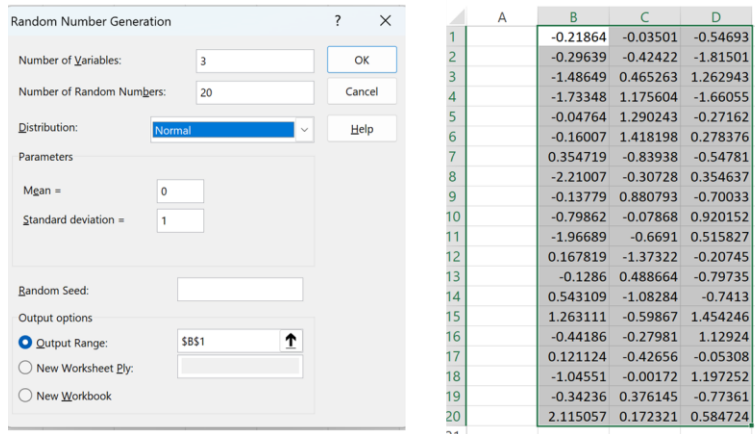 Random Number Generation ? ×
Number of Variables: 3 OK
Number of Random Numbers: 20 Cancel
Distribution: Normal Help
Parameters
Mean = 0
Standard deviation = 1
Random Seed:
Output options
Output Range: $B$1
New Worksheet Ply:
New Workbook
A B C D
1 -0.21864 -0.03501 -0.54693
2 -0.29639 -0.42422 -1.81501
3 -1.48649 0.465263 1.262943
4 -1.73348 1.175604 -1.66055
5 -0.04764 1.290243 -0.27162
6 -0.16007 1.418198 0.278376
7 0.354719 -0.83938 -0.54781
8 -2.21007 -0.30728 0.354637
9 -0.13779 0.880793 -0.70033
10 -0.79862 -0.07868 0.920152
11 -1.96689 -0.6691 0.515827
12 0.167819 -1.37322 -0.20745
13 -0.1286 0.488664 -0.79735
14 0.543109 -1.08284 -0.7413
15 1.263111 -0.59867 1.454246
16 -0.44186 -0.27981 1.12924
17 0.121124 -0.42656 -0.05308
18 -1.04551 -0.00172 1.197252
19 -0.34236 0.376145 -0.77361
20 2.115057 0.172321 0.584724